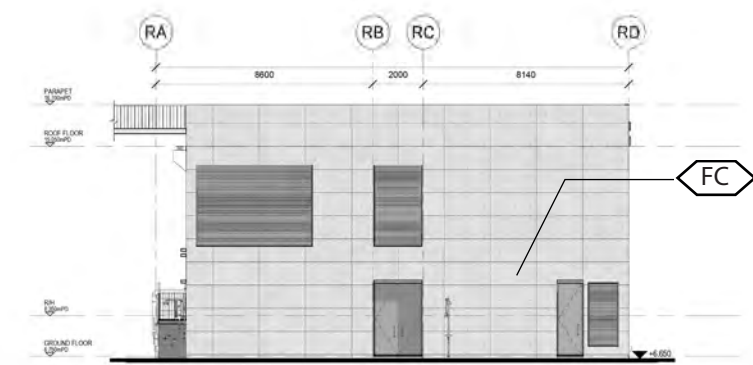 RA RB RC RD
8600 2000 8140
PARAPET
ROOF FLOOR
FC
GROUND FLOOR
+6.650